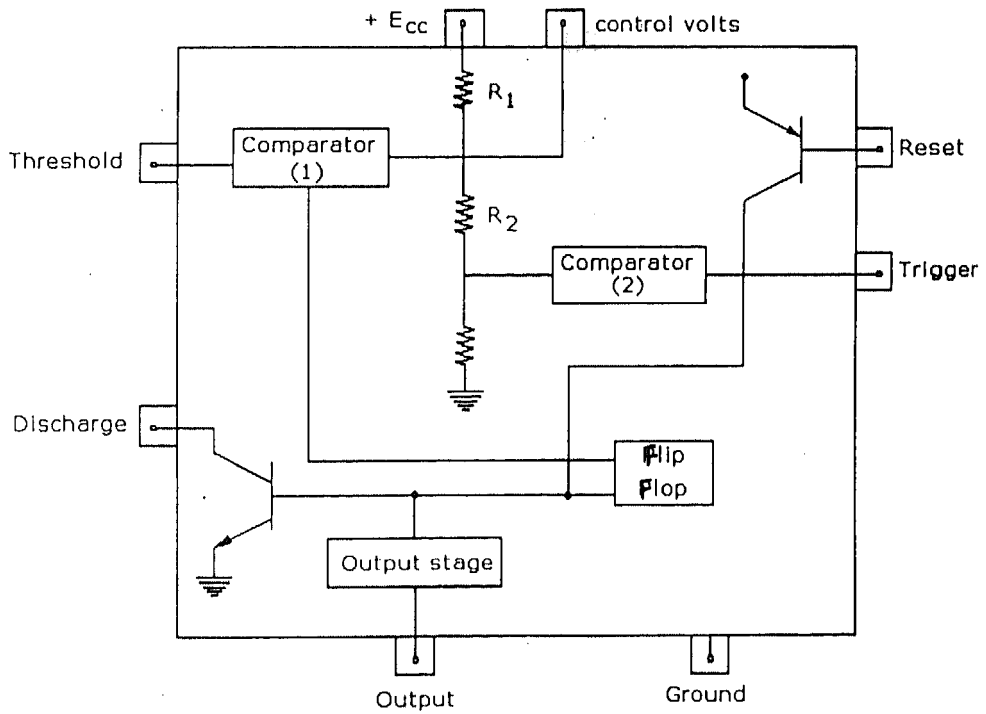 + Ecc
control volts
R1
Threshold
Comparator
(1)
Reset
R2
Comparator
(2)
Trigger
Discharge
Flip
Flop
Output stage
Output
Ground